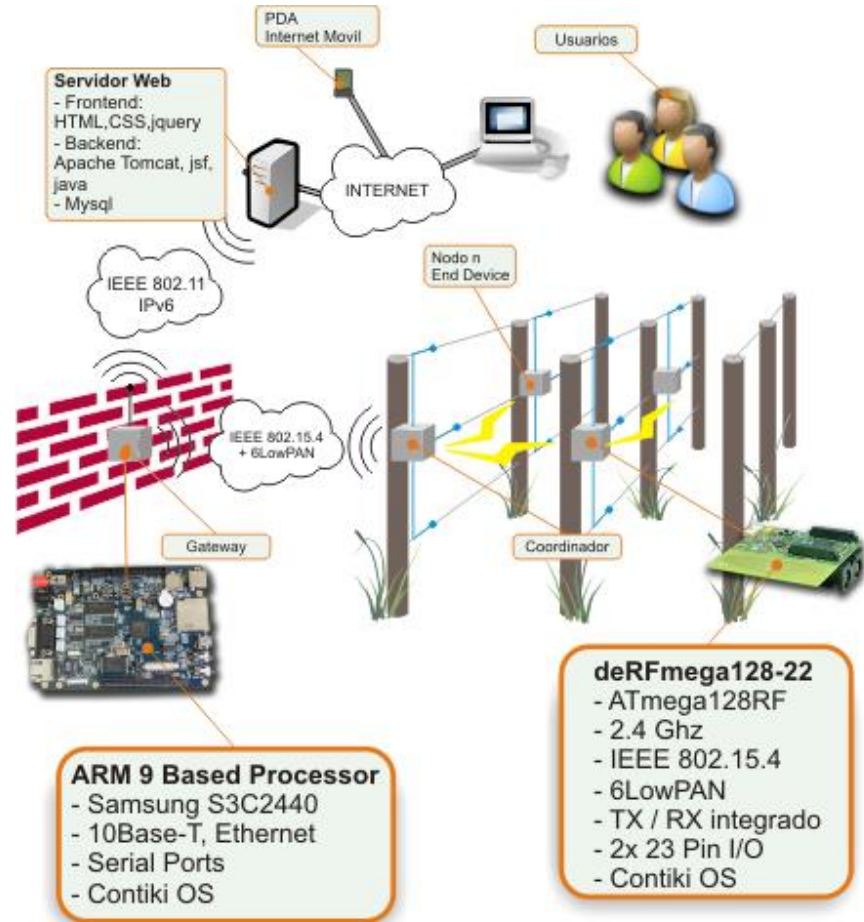 PDA
Internet Movil
Usuarios
Servidor Web
- Frontend:
HTML,CSS,jquery
- Backend:
Apache Tomcat, jsf,
java
- Mysql
INTERNET
Nodo n
End Device
IEEE 802.11
IPv6
IEEE 802.15.4
+ 6LowPAN
Gateway
Coordinador
deRFmega128-22
- ATmega128RF
- 2.4 Ghz
- IEEE 802.15.4
- 6LowPAN
- TX / RX integrado
- 2x 23 Pin I/O
- Contiki OS
ARM 9 Based Processor
- Samsung S3C2440
- 10Base-T, Ethernet
- Serial Ports
- Contiki OS